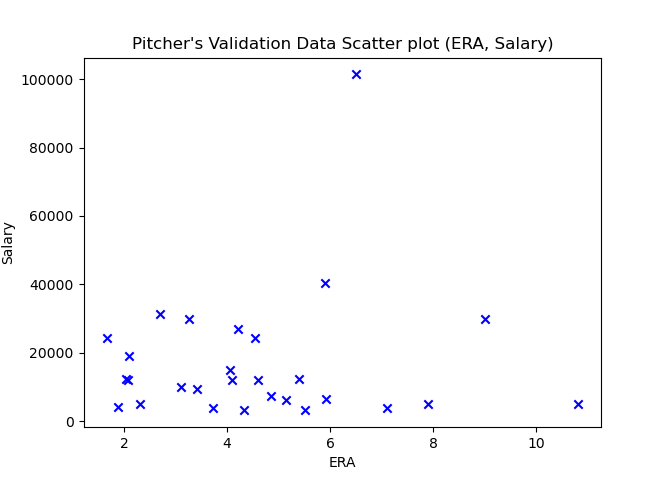 Pitcher's Validation Data Scatter plot (ERA, Salary)
100000
80000
60000
40000
20000
0
Salary
2 4 6 8 10
ERA